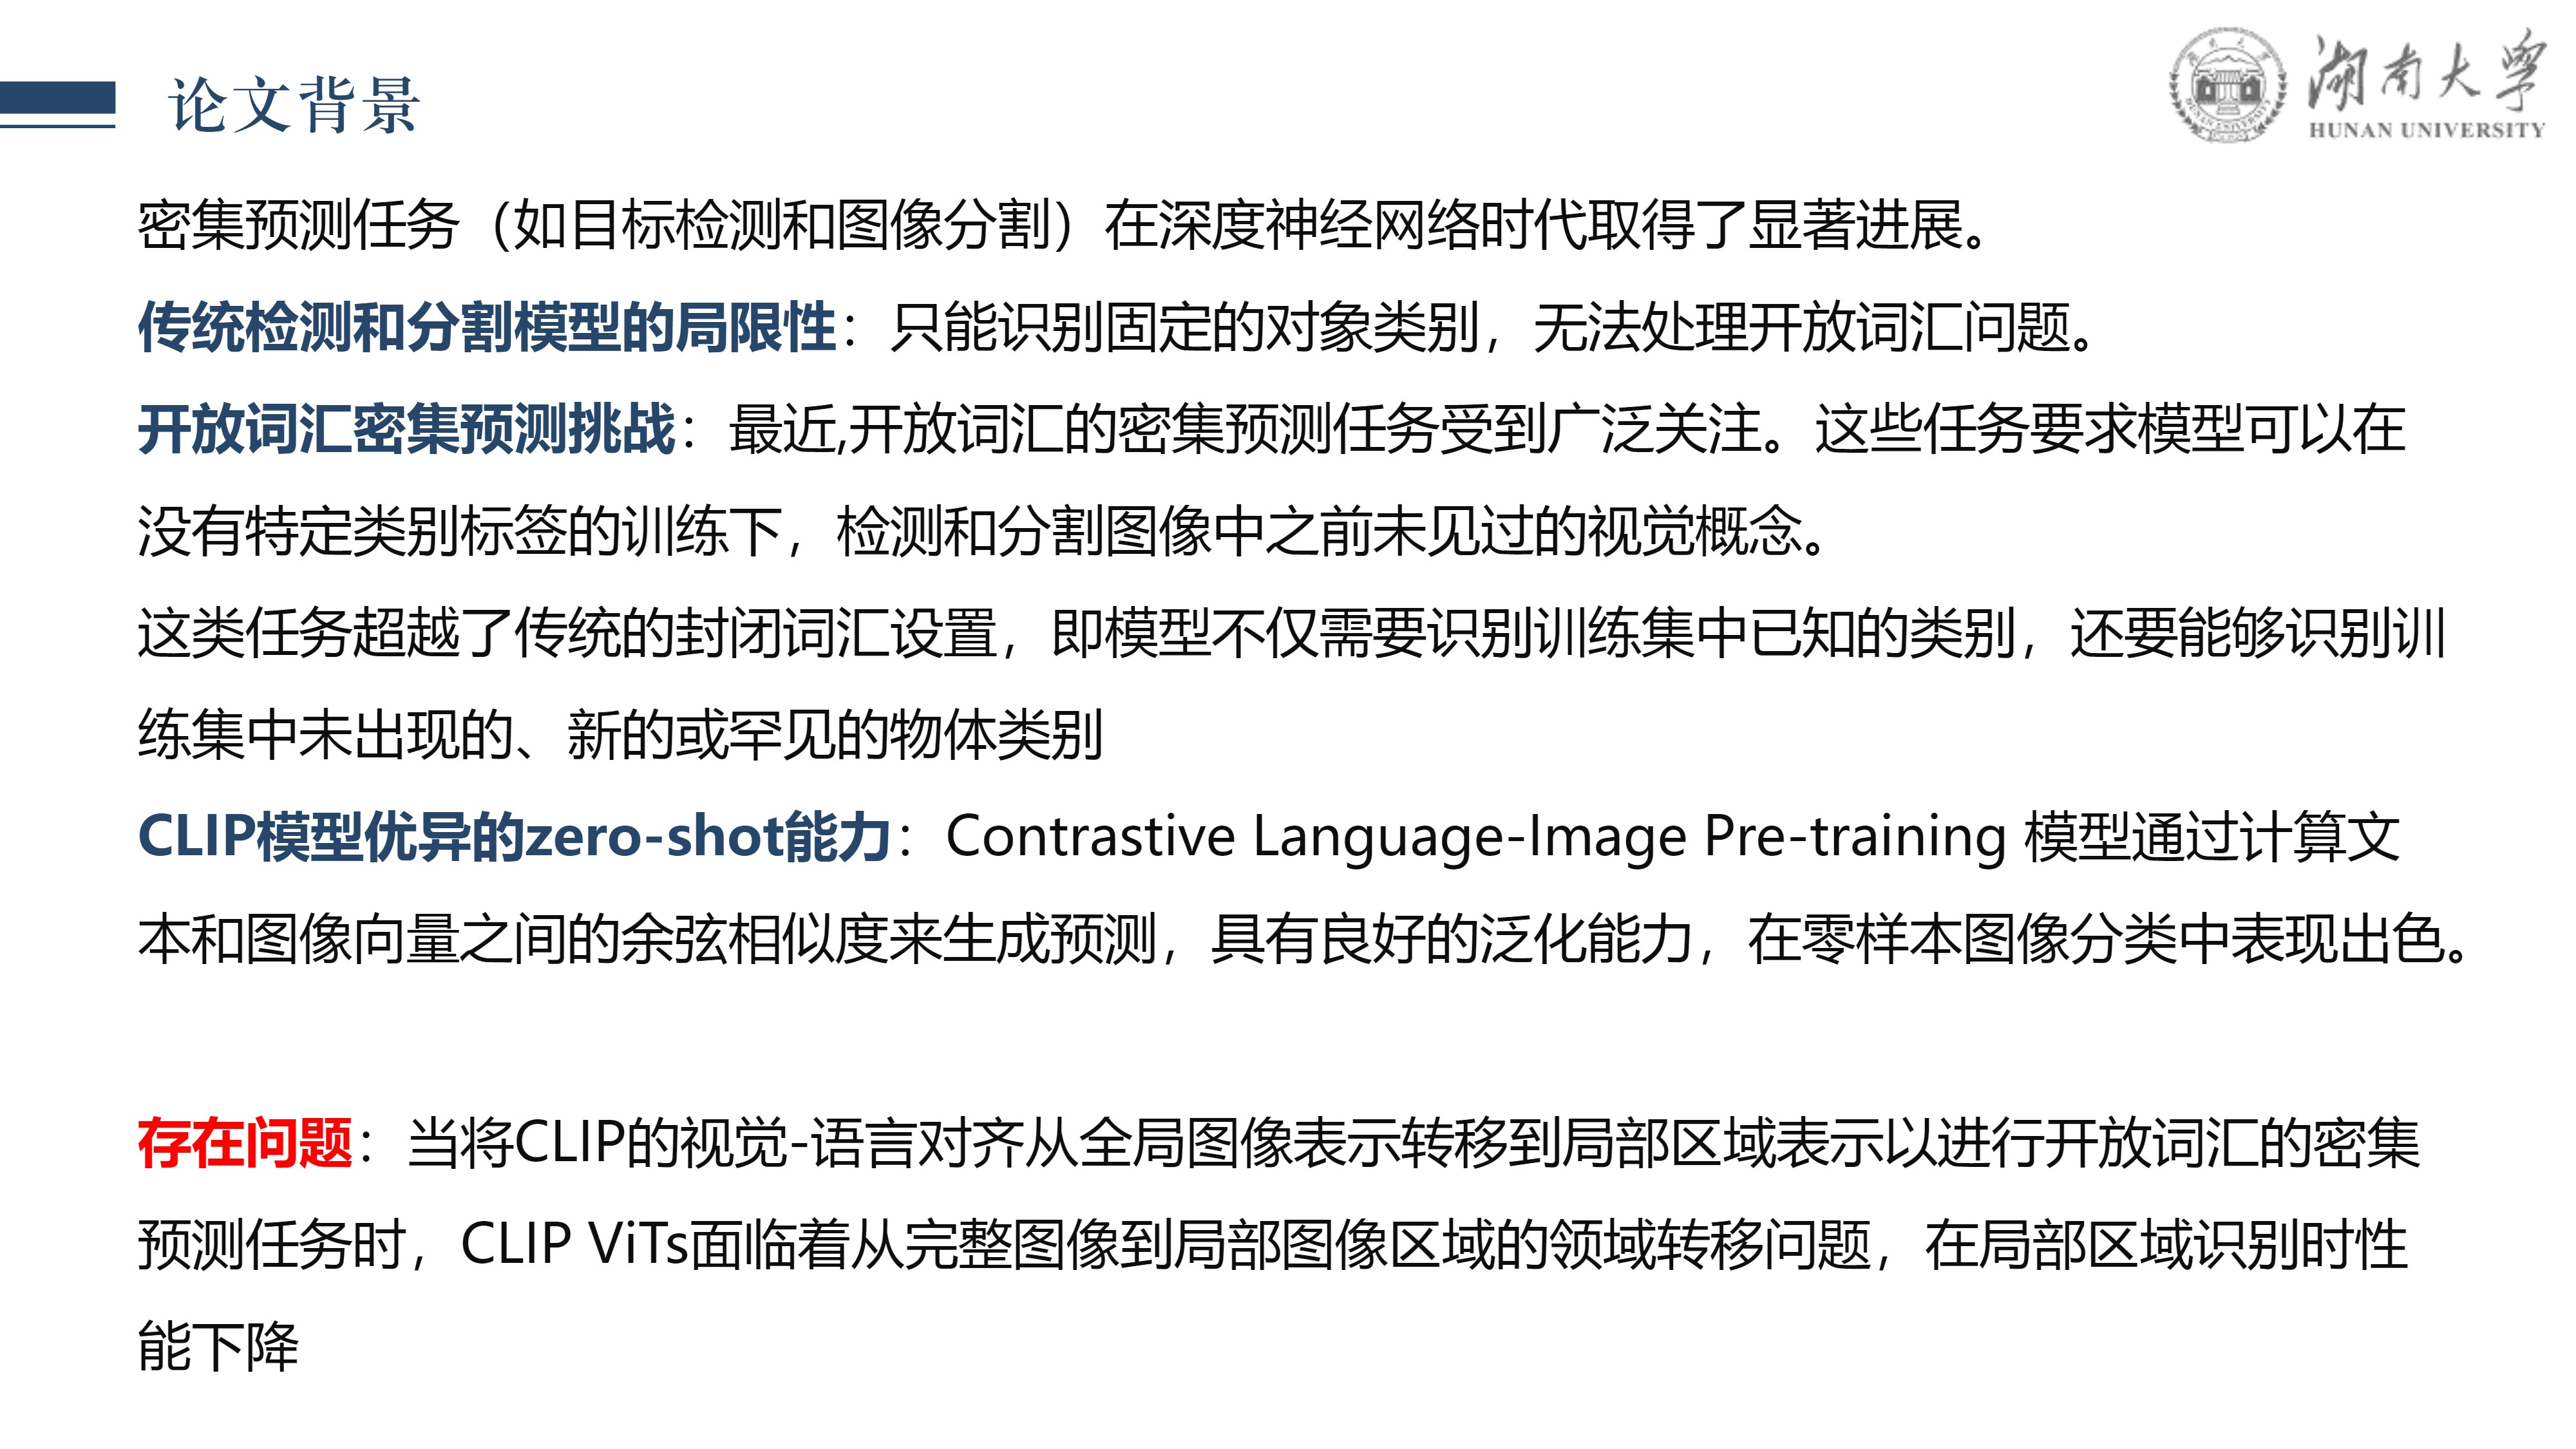 论文背景
湖南大学
HUNAN UNIVERSITY
密集预测任务（如目标检测和图像分割）在深度神经网络时代取得了显著进展。
传统检测和分割模型的局限性：只能识别固定的对象类别，无法处理开放词汇问题。
开放词汇密集预测挑战：最近,开放词汇的密集预测任务受到广泛关注。这些任务要求模型可以在
没有特定类别标签的训练下，检测和分割图像中之前未见过的视觉概念。
这类任务超越了传统的封闭词汇设置，即模型不仅需要识别训练集中已知的类别，还要能够识别训
练集中未出现的、新的或罕见的物体类别
CLIP模型优异的zero-shot能力：Contrastive Language-Image Pre-training 模型通过计算文
本和图像向量之间的余弦相似度来生成预测，具有良好的泛化能力，在零样本图像分类中表现出色。
存在问题：当将CLIP的视觉-语言对齐从全局图像表示转移到局部区域表示以进行开放词汇的密集
预测任务时，CLIP ViTs面临着从完整图像到局部图像区域的领域转移问题，在局部区域识别时性
能下降